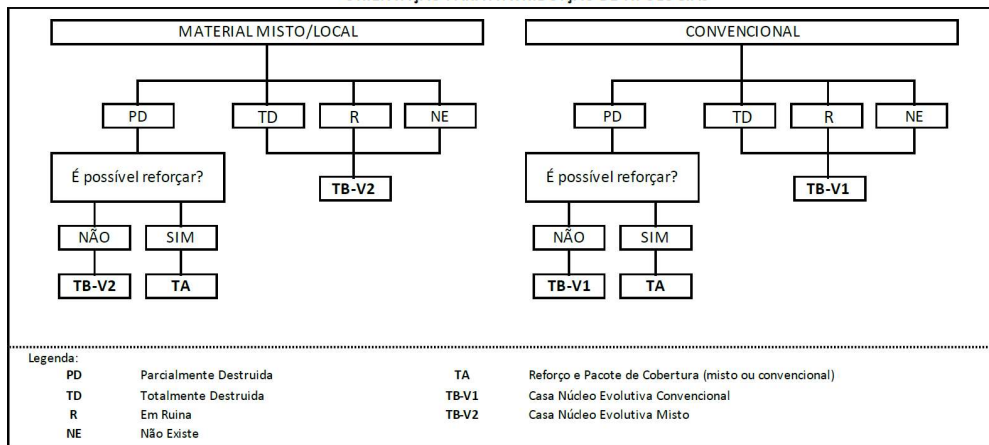 MATERIAL MISTO/LOCAL
CONVENCIONAL
PD
TD
R
NE
PD
TD
R
NE
É possível reforçar?
TB-V2
É possível reforçar?
TB-V1
NÃO
SIM
NÃO
SIM
TB-V2
TA
TB-V1
TA
Legenda:
PD Parcialmente Destruida
TA Reforço e Pacote de Cobertura (misto ou convencional)
TD Totalmente Destruida
TB-V1 Casa Núcleo Evolutiva Convencional
R Em Ruina
TB-V2 Casa Núcleo Evolutiva Misto
NE Não Existe